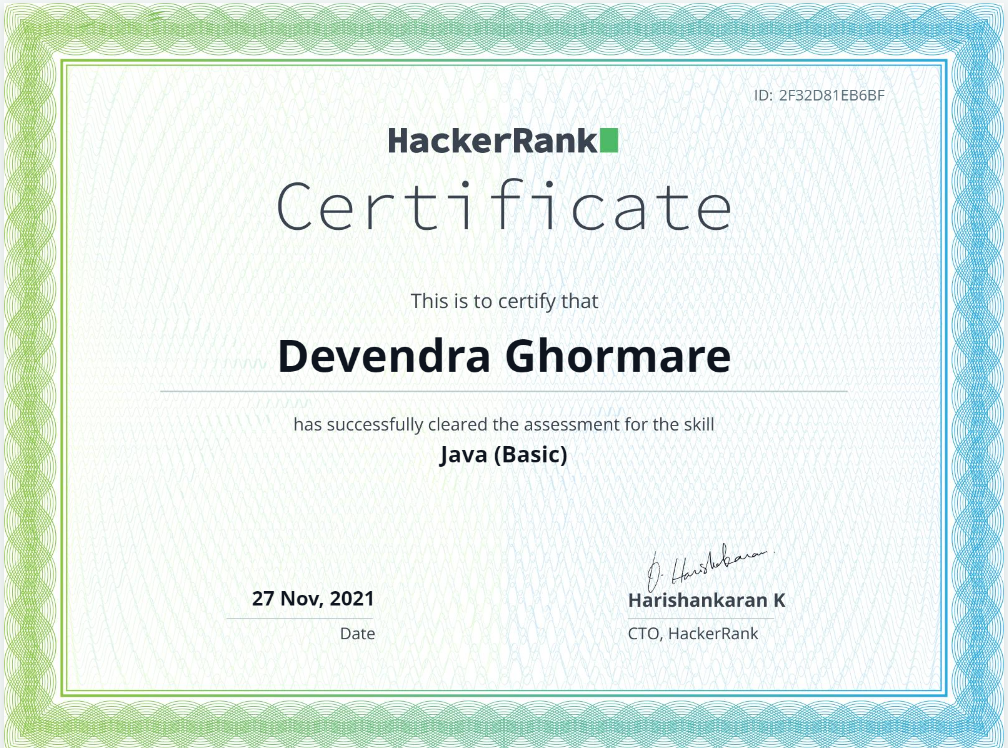 ID: 2F32D81EB6BF
HackerRank
Certificate
This is to certify that
Devendra Ghormare
has successfully cleared the assessment for the skill
Java (Basic)
D. Harishankaran
27 Nov, 2021
Harishankaran K
Date
CTO, HackerRank